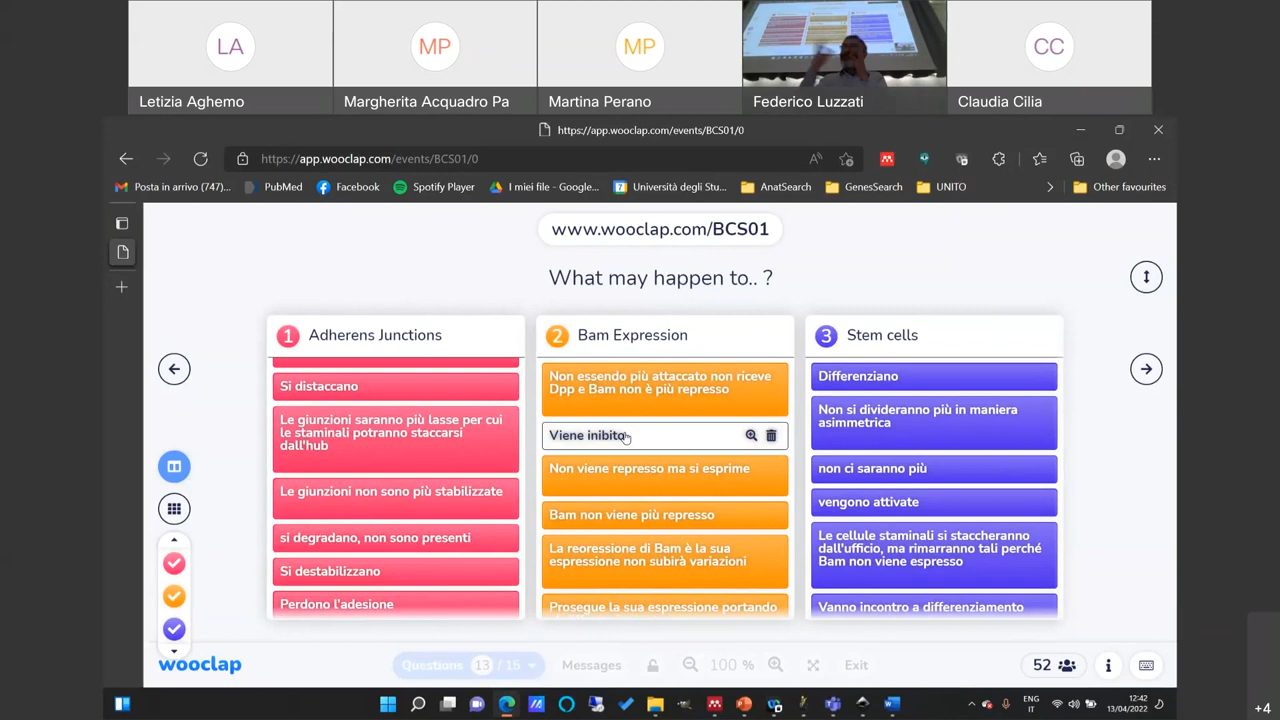 LA
MP
MP
CC
Letizia Aghemo
Margherita Acquadro Pa
Martina Perano
Federico Luzzati
Claudia Cilia
https://app.wooclap.com/events/BCS01/0
https://app.wooclap.com/events/BCS01/0
Posta in arrivo (747)...
PubMed
Facebook
Spotify Player
I miei file - Google...
Università degli Stu...
AnatSearch
GenesSearch
UNITO
Other favourites
www.wooclap.com/BCS01
What may happen to.. ?
1 Adherens Junctions
Si distaccano
Le giunzioni saranno più lasse per cui
le staminali potranno staccarsi
dall'hub
Le giunzioni non sono più stabilizzate
si degradano, non sono presenti
Si destabilizzano
Perdono l'adesione
2 Bam Expression
Non essendo più attaccato non riceve
Dpp e Bam non è più represso
Viene inibito
Non viene represso ma si esprime
Bam non viene più represso
La reoressione di Bam è la sua
espressione non subirà variazioni
Prosegue la sua espressione portando
3 Stem cells
Differenziano
Non si divideranno più in maniera
asimmetrica
non ci saranno più
vengono attivate
Le cellule staminali si staccheranno
dall'ufficio, ma rimarranno tali perché
Bam non viene espresso
Vanno incontro a differenziamento
wooclap
Questions 13 / 15
Messages
100 %
Exit
52
ENG
IT
12:42
13/04/2022
+4